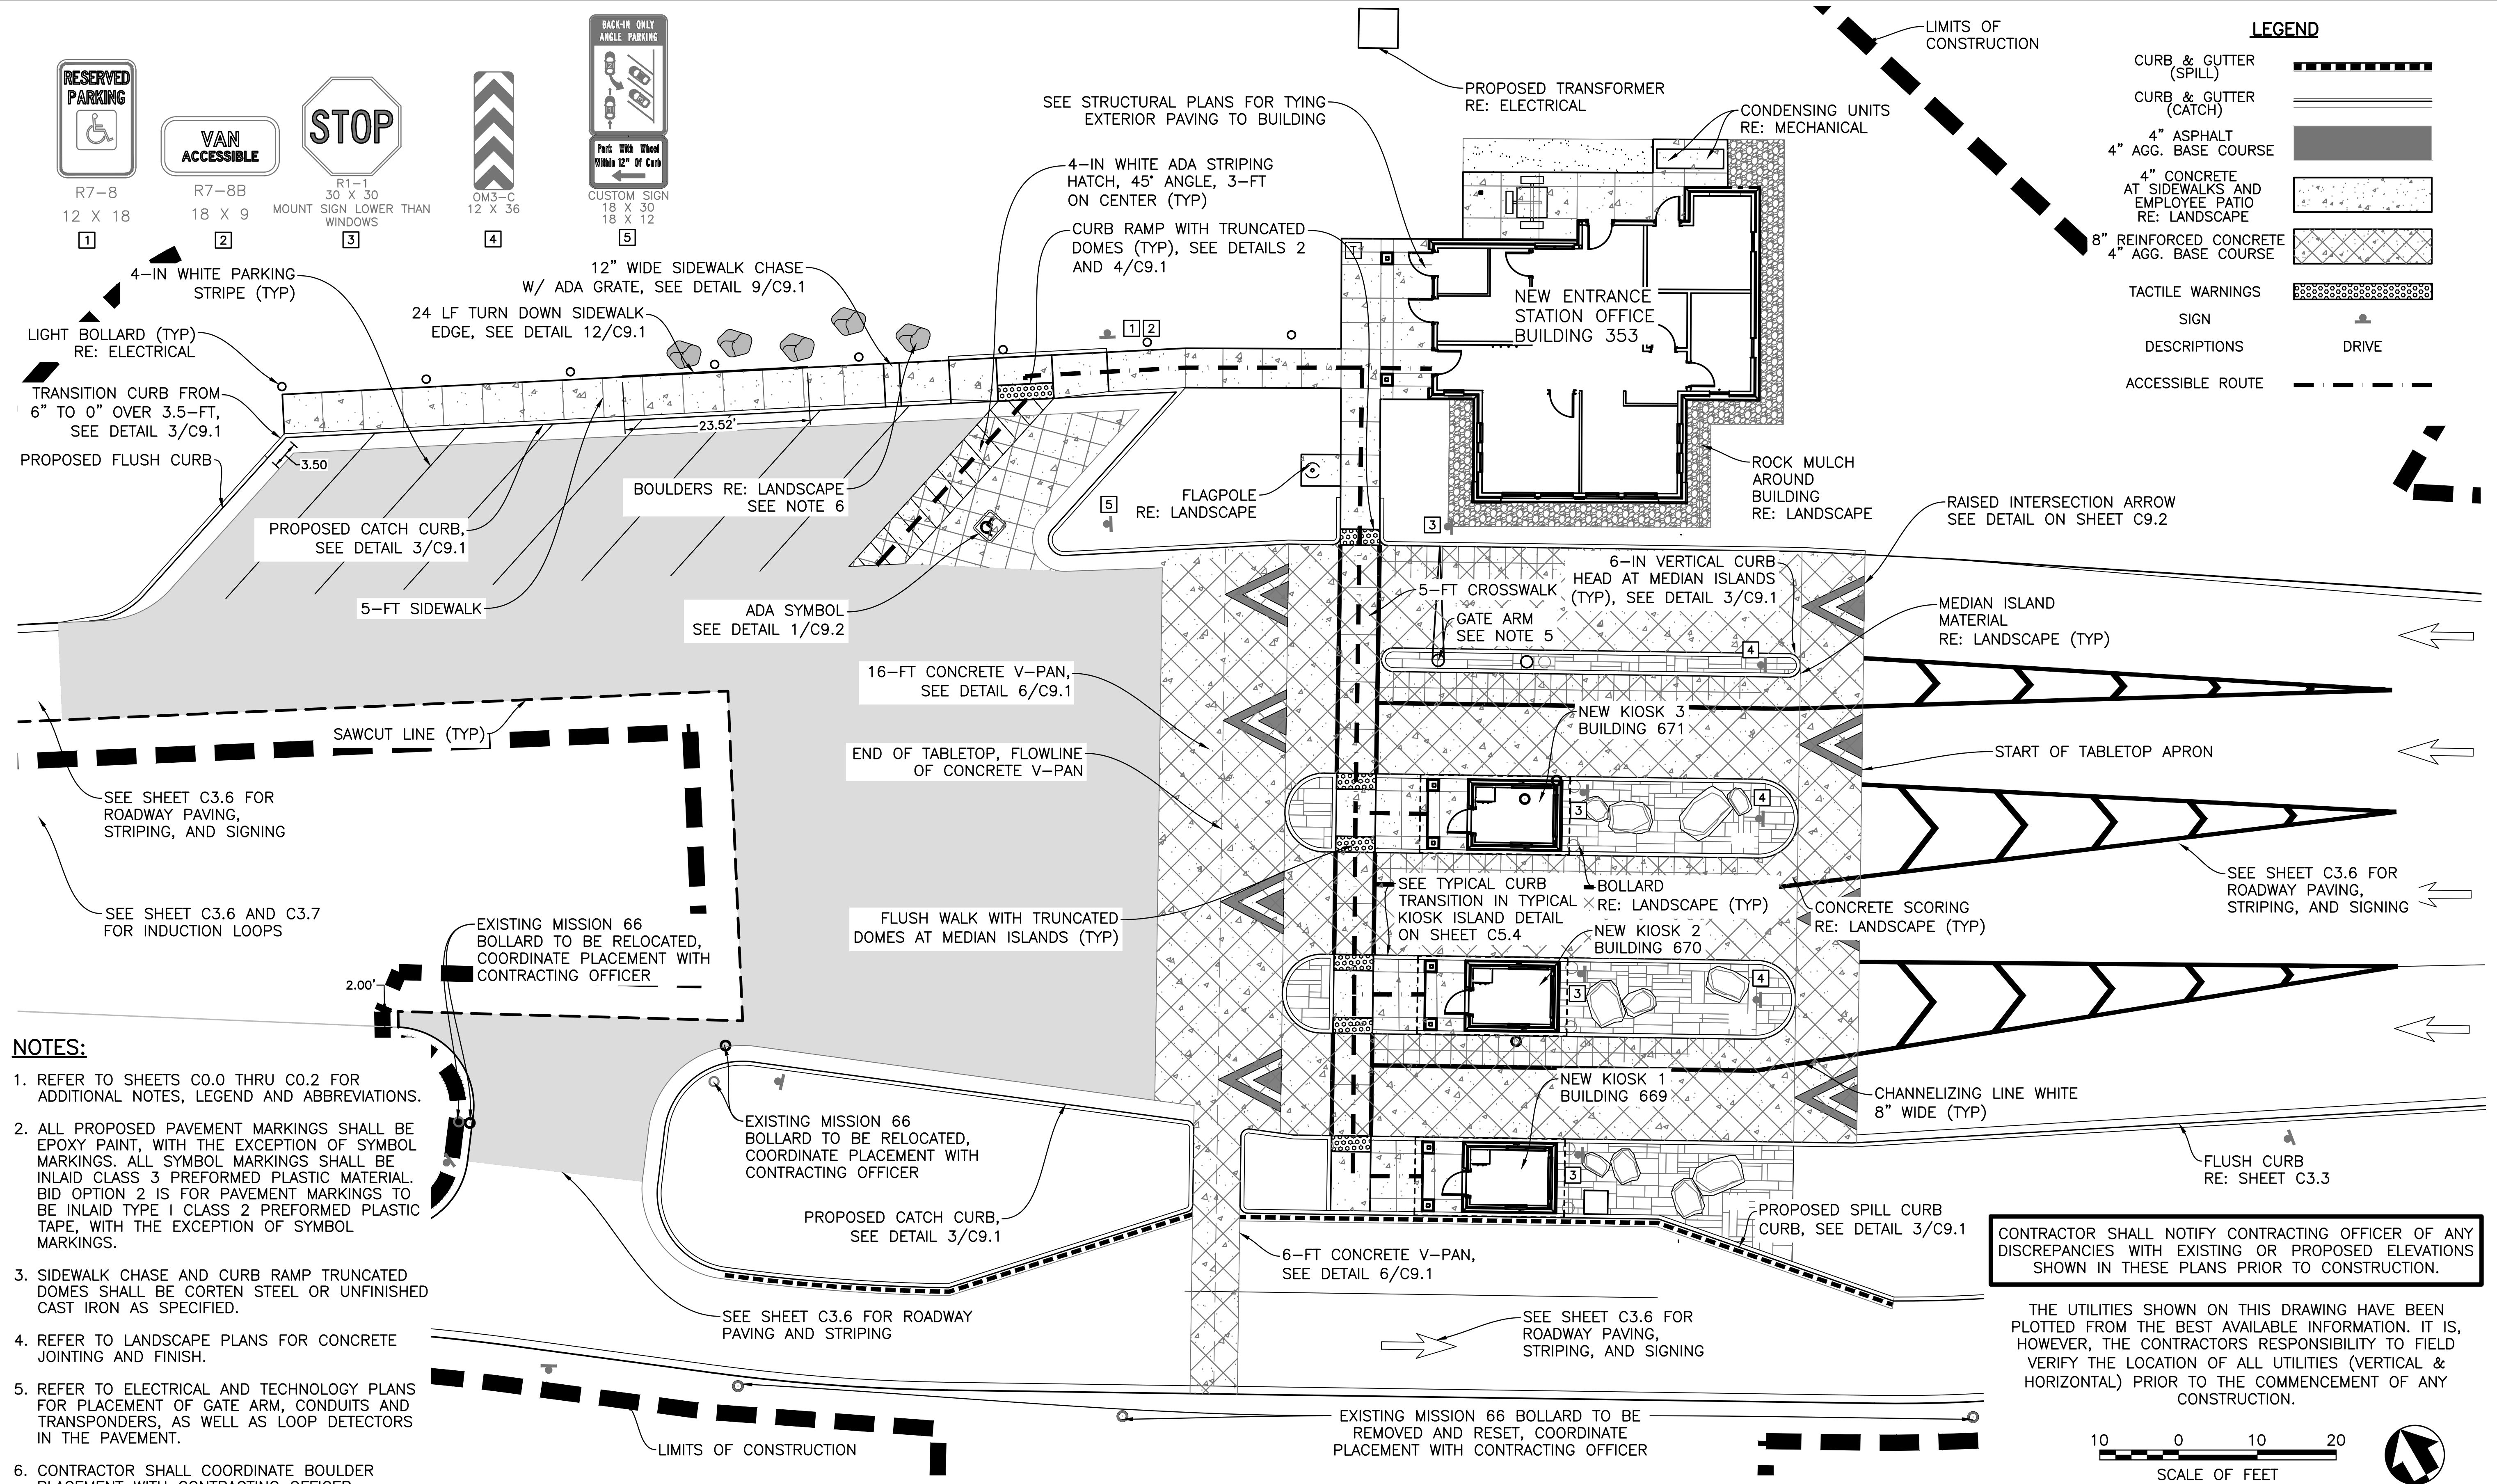 RESERVED
PARKING
R7-8
12 X 18
1
VAN
ACCESSIBLE
R7-8B
18 X 9
2
STOP
R1-1
30 X 30
MOUNT SIGN LOWER THAN
WINDOWS
3
OM3-C
12 X 36
4
BACK-IN ONLY
ANGLE PARKING
Park With Wheel
Within 12" Of Curb
CUSTOM SIGN
18 X 30
18 X 12
5
PROPOSED TRANSFORMER
RE: ELECTRICAL
LIMITS OF
CONSTRUCTION
LEGEND
CURB & GUTTER
(SPILL)
CURB & GUTTER
(CATCH)
4" ASPHALT
4" AGG. BASE COURSE
4" CONCRETE
AT SIDEWALKS AND
EMPLOYEE PATIO
RE: LANDSCAPE
8" REINFORCED CONCRETE
4" AGG. BASE COURSE
TACTILE WARNINGS
SIGN
DESCRIPTIONS
DRIVE
ACCESSIBLE ROUTE
SEE STRUCTURAL PLANS FOR TYING
EXTERIOR PAVING TO BUILDING
CONDENSING UNITS
RE: MECHANICAL
4-IN WHITE ADA STRIPING
HATCH, 45° ANGLE, 3-FT
ON CENTER (TYP)
CURB RAMP WITH TRUNCATED
DOMES (TYP), SEE DETAILS 2
AND 4/C9.1
4-IN WHITE PARKING
STRIPE (TYP)
12" WIDE SIDEWALK CHASE
W/ ADA GRATE, SEE DETAIL 9/C9.1
24 LF TURN DOWN SIDEWALK
EDGE, SEE DETAIL 12/C9.1
LIGHT BOLLARD (TYP)
RE: ELECTRICAL
TRANSITION CURB FROM
6" TO 0" OVER 3.5-FT,
SEE DETAIL 3/C9.1
PROPOSED FLUSH CURB
3.50
23.52'
1 2
T
NEW ENTRANCE
STATION OFFICE
BUILDING 353
BOULDERS RE: LANDSCAPE
SEE NOTE 6
5
FLAGPOLE
RE: LANDSCAPE
3
ROCK MULCH
AROUND
BUILDING
RE: LANDSCAPE
RAISED INTERSECTION ARROW
SEE DETAIL ON SHEET C9.2
PROPOSED CATCH CURB,
SEE DETAIL 3/C9.1
5-FT SIDEWALK
ADA SYMBOL
SEE DETAIL 1/C9.2
5-FT CROSSWALK
6-IN VERTICAL CURB
HEAD AT MEDIAN ISLANDS
(TYP), SEE DETAIL 3/C9.1
GATE ARM
SEE NOTE 5
4
MEDIAN ISLAND
MATERIAL
RE: LANDSCAPE (TYP)
16-FT CONCRETE V-PAN,
SEE DETAIL 6/C9.1
NEW KIOSK 3
BUILDING 671
SAWCUT LINE (TYP)
END OF TABLETOP, FLOWLINE
OF CONCRETE V-PAN
START OF TABLETOP APRON
SEE SHEET C3.6 FOR
ROADWAY PAVING,
STRIPING, AND SIGNING
3
4
SEE SHEET C3.6 AND C3.7
FOR INDUCTION LOOPS
EXISTING MISSION 66
BOLLARD TO BE RELOCATED,
COORDINATE PLACEMENT WITH
CONTRACTING OFFICER
2.00'
FLUSH WALK WITH TRUNCATED
DOMES AT MEDIAN ISLANDS (TYP)
SEE TYPICAL CURB
TRANSITION IN TYPICAL
KIOSK ISLAND DETAIL
ON SHEET C5.4
BOLLARD
RE: LANDSCAPE (TYP)
CONCRETE SCORING
RE: LANDSCAPE (TYP)
SEE SHEET C3.6 FOR
ROADWAY PAVING,
STRIPING, AND SIGNING
NEW KIOSK 2
BUILDING 670
3
4
NOTES:
1. REFER TO SHEETS C0.0 THRU C0.2 FOR
ADDITIONAL NOTES, LEGEND AND ABBREVIATIONS.
2. ALL PROPOSED PAVEMENT MARKINGS SHALL BE
EPOXY PAINT, WITH THE EXCEPTION OF SYMBOL
MARKINGS. ALL SYMBOL MARKINGS SHALL BE
INLAID CLASS 3 PREFORMED PLASTIC MATERIAL.
BID OPTION 2 IS FOR PAVEMENT MARKINGS TO
BE INLAID TYPE I CLASS 2 PREFORMED PLASTIC
TAPE, WITH THE EXCEPTION OF SYMBOL
MARKINGS.
3. SIDEWALK CHASE AND CURB RAMP TRUNCATED
DOMES SHALL BE CORTEN STEEL OR UNFINISHED
CAST IRON AS SPECIFIED.
4. REFER TO LANDSCAPE PLANS FOR CONCRETE
JOINTING AND FINISH.
5. REFER TO ELECTRICAL AND TECHNOLOGY PLANS
FOR PLACEMENT OF GATE ARM, CONDUITS AND
TRANSPONDERS, AS WELL AS LOOP DETECTORS
IN THE PAVEMENT.
6. CONTRACTOR SHALL COORDINATE BOULDER
PLACEMENT WITH CONTRACTING OFFICER
EXISTING MISSION 66
BOLLARD TO BE RELOCATED,
COORDINATE PLACEMENT WITH
CONTRACTING OFFICER
PROPOSED CATCH CURB,
SEE DETAIL 3/C9.1
NEW KIOSK 1
BUILDING 669
3
CHANNELIZING LINE WHITE
8" WIDE (TYP)
FLUSH CURB
RE: SHEET C3.3
PROPOSED SPILL CURB
CURB, SEE DETAIL 3/C9.1
6-FT CONCRETE V-PAN,
SEE DETAIL 6/C9.1
SEE SHEET C3.6 FOR ROADWAY
PAVING AND STRIPING
SEE SHEET C3.6 FOR
ROADWAY PAVING,
STRIPING, AND SIGNING
LIMITS OF CONSTRUCTION
EXISTING MISSION 66 BOLLARD TO BE
REMOVED AND RESET, COORDINATE
PLACEMENT WITH CONTRACTING OFFICER
CONTRACTOR SHALL NOTIFY CONTRACTING OFFICER OF ANY
DISCREPANCIES WITH EXISTING OR PROPOSED ELEVATIONS
SHOWN IN THESE PLANS PRIOR TO CONSTRUCTION.
THE UTILITIES SHOWN ON THIS DRAWING HAVE BEEN
PLOTTED FROM THE BEST AVAILABLE INFORMATION. IT IS,
HOWEVER, THE CONTRACTORS RESPONSIBILITY TO FIELD
VERIFY THE LOCATION OF ALL UTILITIES (VERTICAL &
HORIZONTAL) PRIOR TO THE COMMENCEMENT OF ANY
CONSTRUCTION.
10 0 10 20
SCALE OF FEET